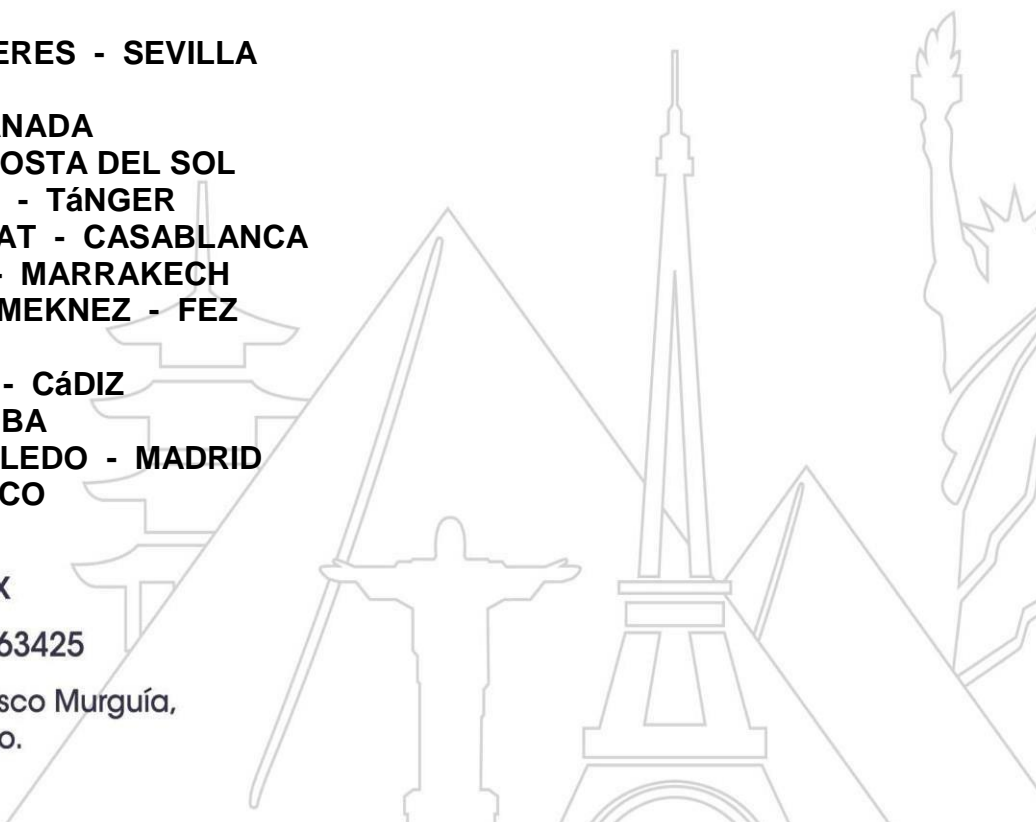 ERES - SEVILLA
ANADA
OSTA DEL SOL
- TáNGER
AT - CASABLANCA
- MARRAKECH
MEKNEZ - FEZ
- CáDIZ
BA
LEDO - MADRID
CO
X
63425
sco Murguía,
o.